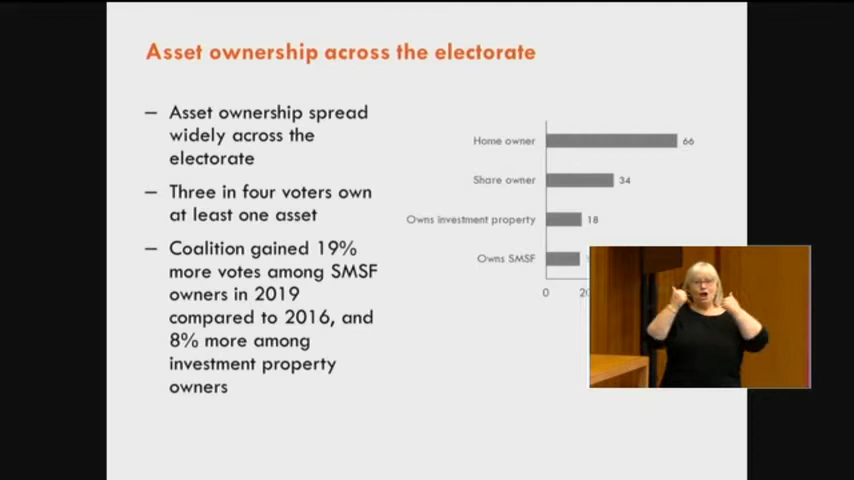 Asset ownership across the electorate
– Asset ownership spread
widely across the
electorate
– Three in four voters own
at least one asset
– Coalition gained 19%
more votes among SMSF
owners in 2019
compared to 2016, and
8% more among
investment property
owners
Home owner 66
Share owner 34
Owns investment property 18
Owns SMSF
0